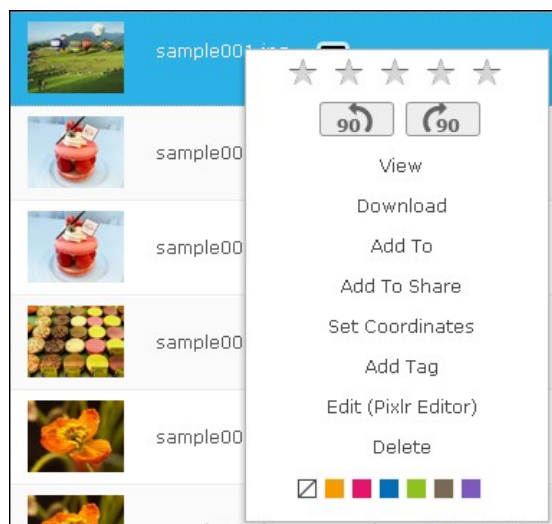 sample001.jpg
90
90
View
Download
sample00
Add To
Add To Share
sample00
Set Coordinates
sample00
Add Tag
Edit (Pixlr Editor)
sample00
Delete